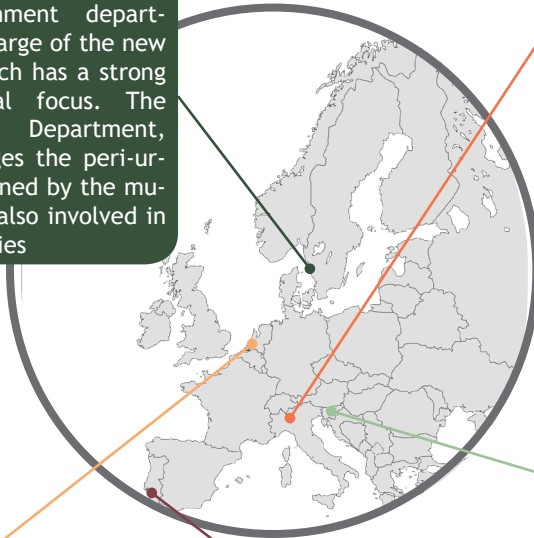 nment depart-
arge of the new
ch has a strong
al focus. The
Department,
ges the peri-ur-
ned by the mu-
also involved in
ies